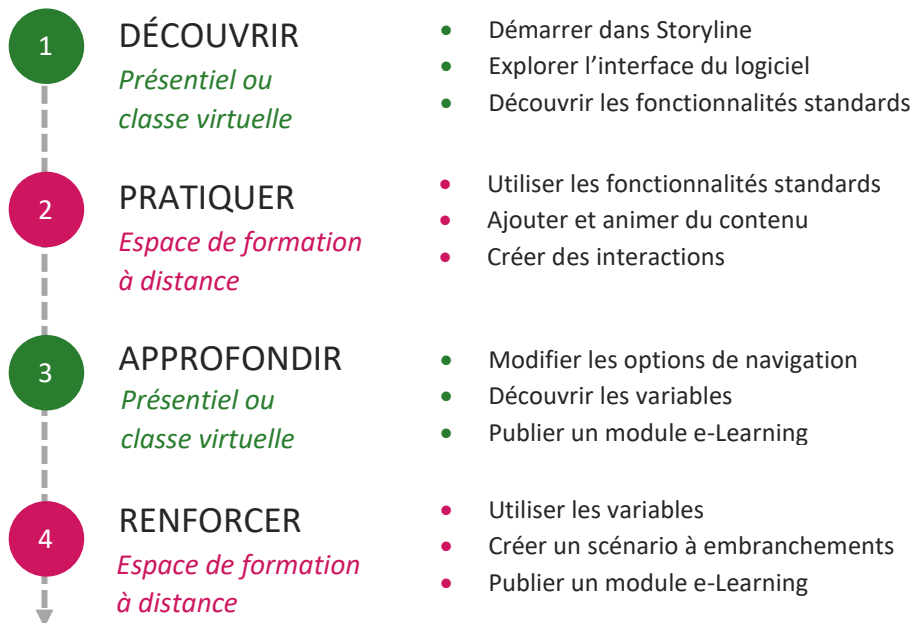 1
DÉCOUVRIR
Présentiel ou
classe virtuelle
• Démarrer dans Storyline
• Explorer l’interface du logiciel
• Découvrir les fonctionnalités standards
2
PRATIQUER
Espace de formation
à distance
• Utiliser les fonctionnalités standards
• Ajouter et animer du contenu
• Créer des interactions
3
APPROFONDIR
Présentiel ou
classe virtuelle
• Modifier les options de navigation
• Découvrir les variables
• Publier un module e-Learning
4
RENFORCER
Espace de formation
à distance
• Utiliser les variables
• Créer un scénario à embranchements
• Publier un module e-Learning